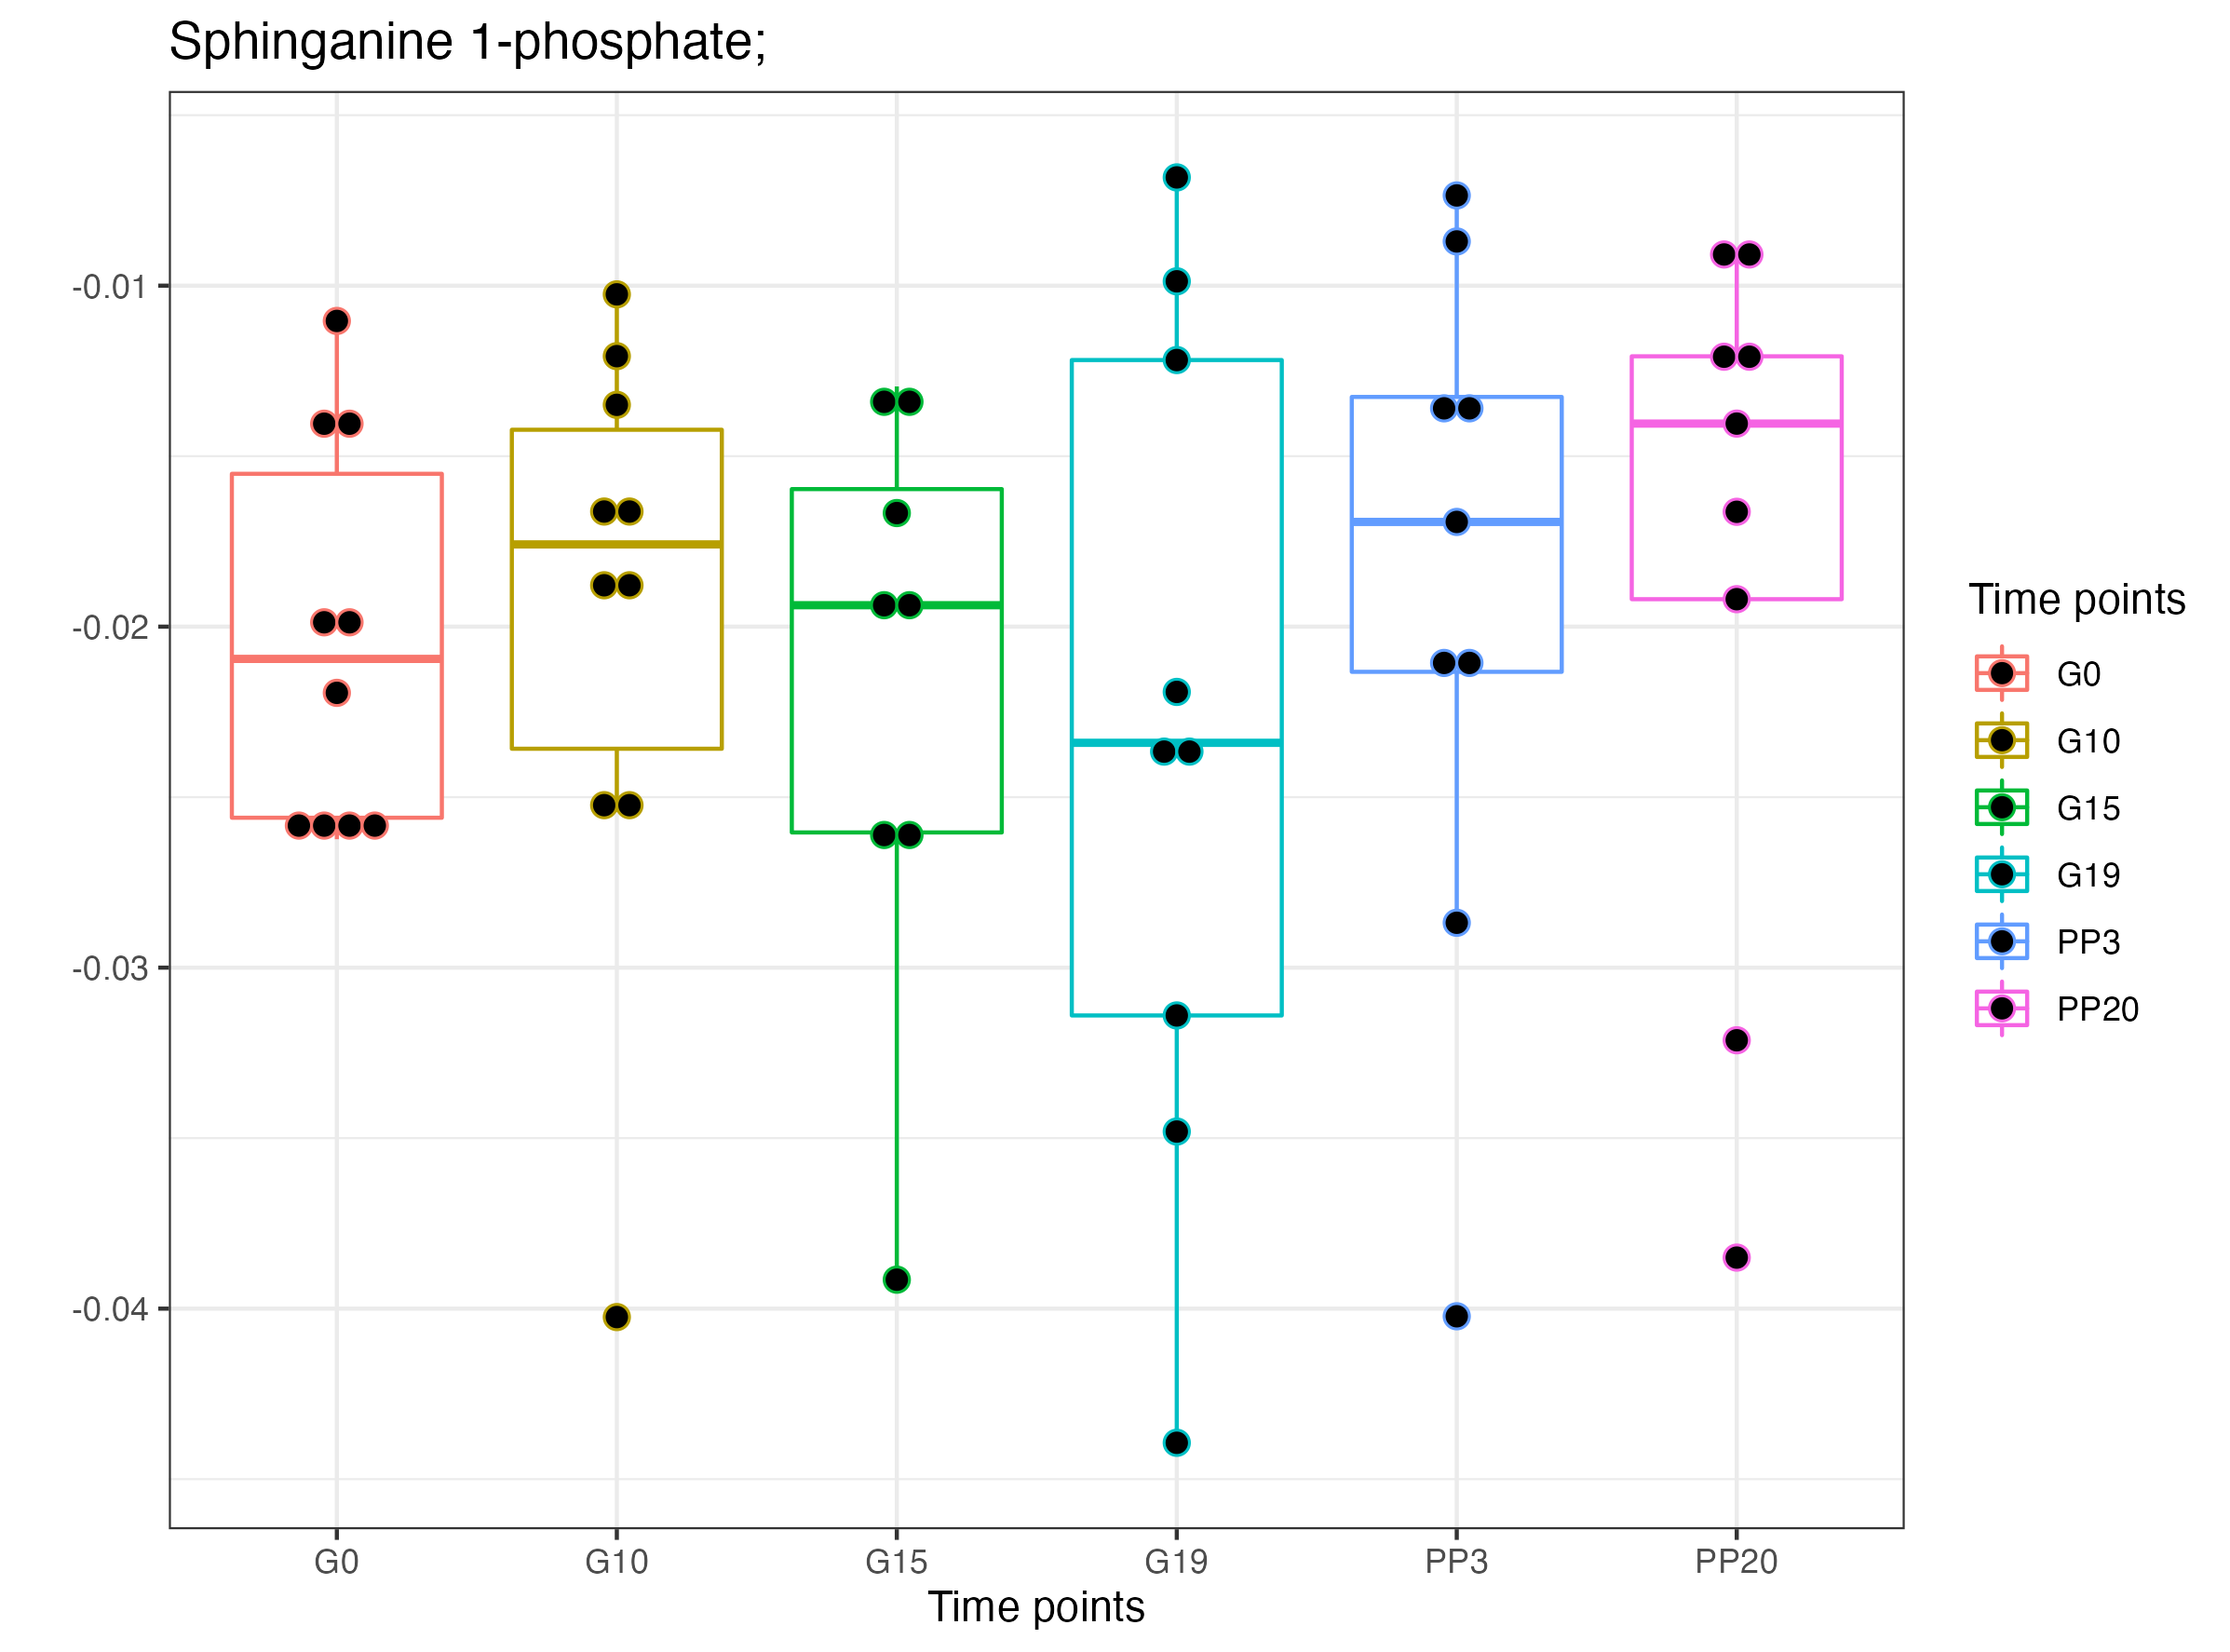 Sphinganine 1-phosphate;
-0.01
-0.02
-0.03
-0.04
G0
G10
G15
G19
PP3
PP20
Time points
Time points
G0
G10
G15
G19
PP3
PP20